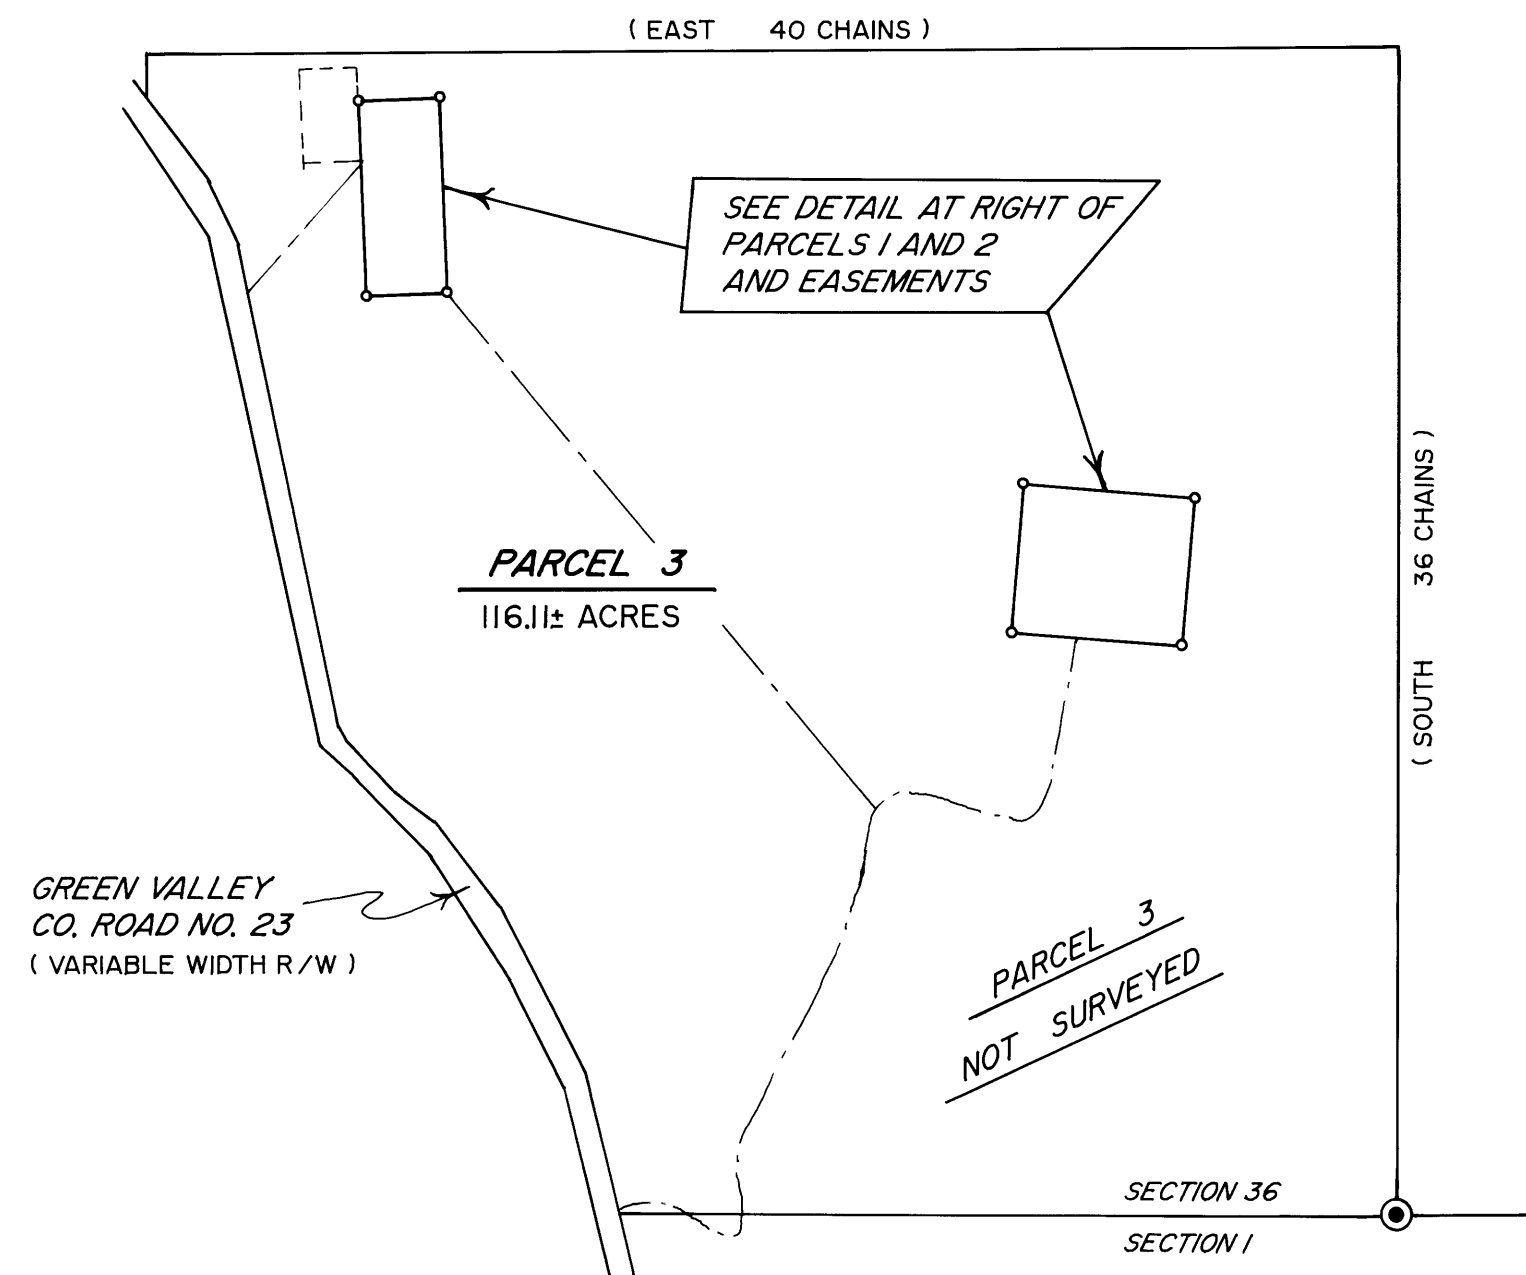 ( EAST 40 CHAINS )
SEE DETAIL AT RIGHT OF
PARCELS 1 AND 2
AND EASEMENTS
( SOUTH 36 CHAINS )
PARCEL 3
116.11± ACRES
GREEN VALLEY
CO. ROAD NO. 23
( VARIABLE WIDTH R/W )
PARCEL 3
NOT SURVEYED
SECTION 36
SECTION 1